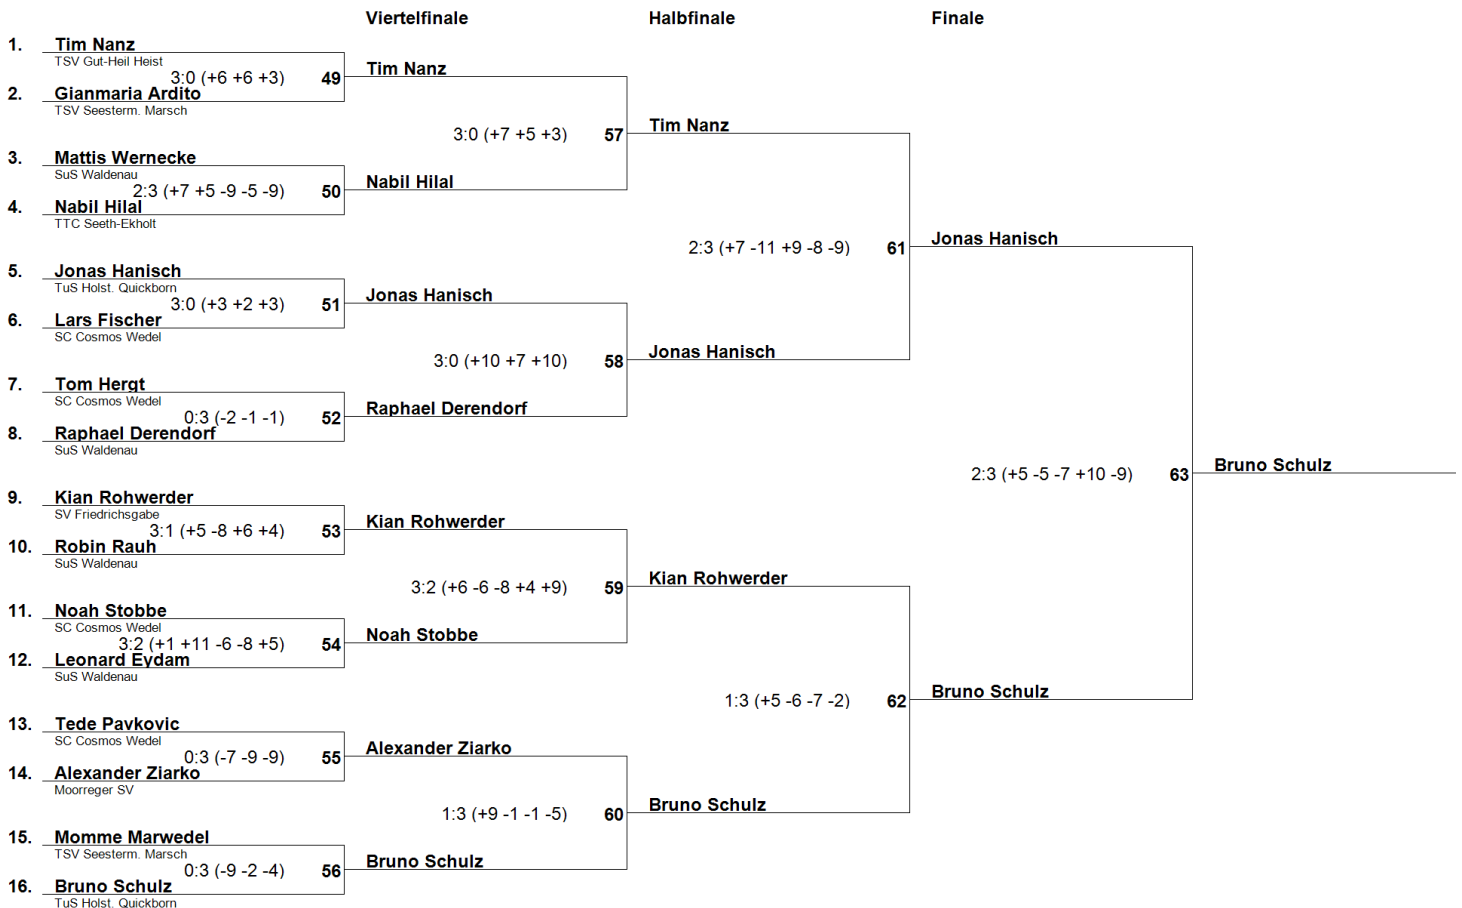 Viertelfinale Halbfinale Finale
1. Tim Nanz
TSV Gut-Heil Heist
3:0 (+6 +6 +3) 49
Tim Nanz
2. Gianmaria Ardito
TSV Seesterm. Marsch
3:0 (+7 +5 +3) 57
Tim Nanz
3. Mattis Wernecke
SuS Waldenau
2:3 (+7 +5 -9 -5 -9) 50
Nabil Hilal
4. Nabil Hilal
TTC Seeth-Ekholt
2:3 (+7 -11 +9 -8 -9) 61
Jonas Hanisch
5. Jonas Hanisch
TuS Holst. Quickborn
3:0 (+3 +2 +3) 51
Jonas Hanisch
6. Lars Fischer
SC Cosmos Wedel
3:0 (+10 +7 +10) 58
Jonas Hanisch
7. Tom Hergt
SC Cosmos Wedel
0:3 (-2 -1 -1) 52
Raphael Derendorf
8. Raphael Derendorf
SuS Waldenau
2:3 (+5 -5 -7 +10 -9) 63
Bruno Schulz
9. Kian Rohwerder
SV Friedrichsgabe
3:1 (+5 -8 +6 +4) 53
Kian Rohwerder
10. Robin Rauh
SuS Waldenau
3:2 (+6 -6 -8 +4 +9) 59
Kian Rohwerder
11. Noah Stobbe
SC Cosmos Wedel
3:2 (+1 +11 -6 -8 +5) 54
Noah Stobbe
12. Leonard Eydam
SuS Waldenau
1:3 (+5 -6 -7 -2) 62
Bruno Schulz
13. Tede Pavkovic
SC Cosmos Wedel
0:3 (-7 -9 -9) 55
Alexander Ziarko
14. Alexander Ziarko
Moorreger SV
1:3 (+9 -1 -1 -5) 60
Bruno Schulz
15. Momme Marwedel
TSV Seesterm. Marsch
0:3 (-9 -2 -4) 56
Bruno Schulz
16. Bruno Schulz
TuS Holst. Quickborn